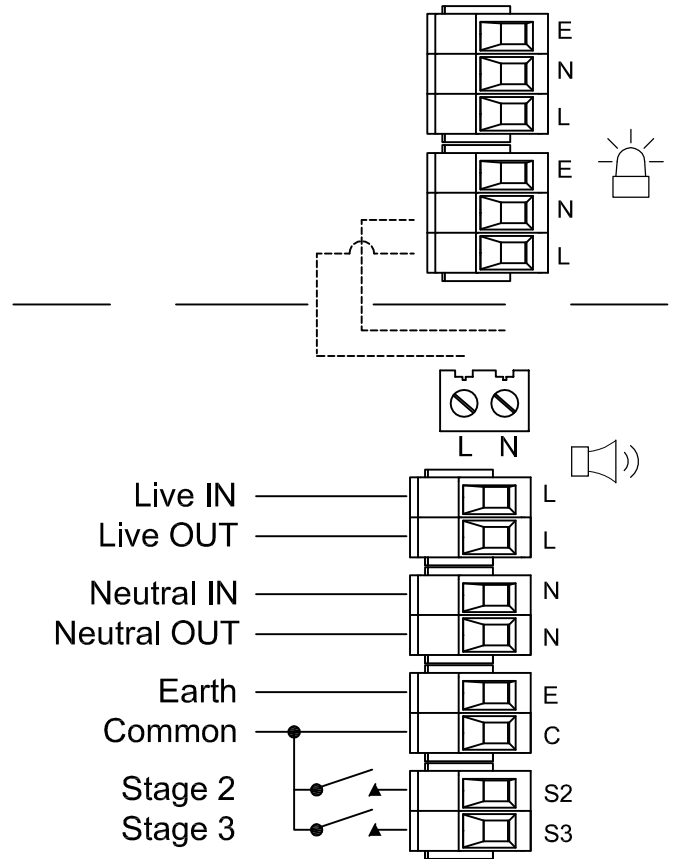 E
N
L
E
N
L
L N
Live IN L
Live OUT L
Neutral IN N
Neutral OUT N
Earth E
Common C
Stage 2 S2
Stage 3 S3